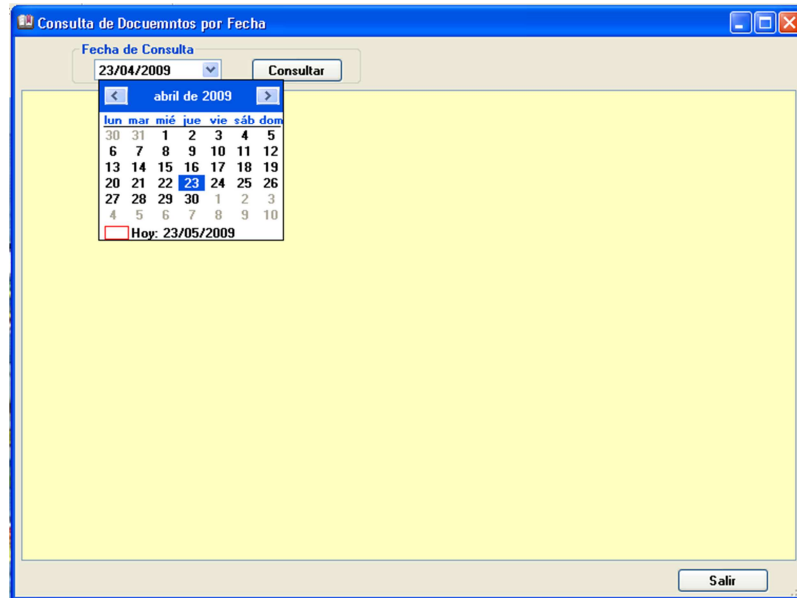 Consulta de Docuemntos por Fecha
Fecha de Consulta
23/04/2009 Consultar
abril de 2009
lun mar mié jue vie sáb dom
30 31 1 2 3 4 5
6 7 8 9 10 11 12
13 14 15 16 17 18 19
20 21 22 23 24 25 26
27 28 29 30 1 2 3
4 5 6 7 8 9 10
Hoy: 23/05/2009
Salir